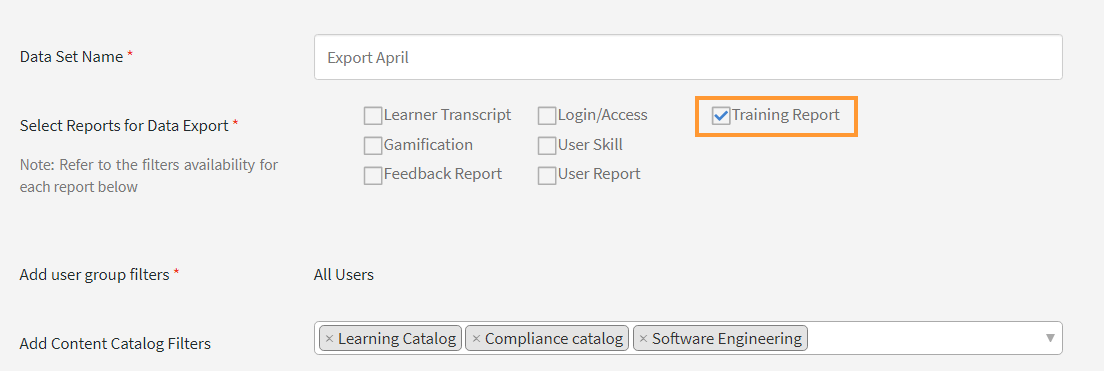 Data Set Name *
Export April
Select Reports for Data Export *
Note: Refer to the filters availability for
each report below
Learner Transcript
Login/Access
Training Report
Gamification
User Skill
Feedback Report
User Report
Add user group filters *
All Users
Add Content Catalog Filters
× Learning Catalog × Compliance catalog × Software Engineering